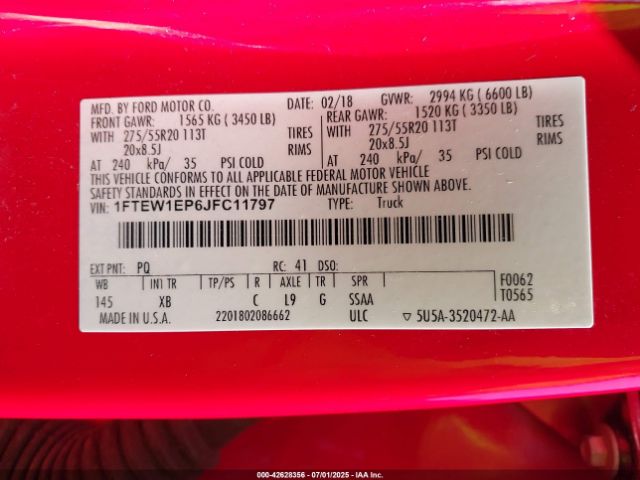 MFD. BY FORD MOTOR CO. DATE: 02/18 GVWR: 2994 KG ( 6600 LB)
FRONT GAWR: 1565 KG ( 3450 LB) REAR GAWR: 1520 KG ( 3350 LB)
WITH 275/55R20 113T TIRES WITH 275/55R20 113T TIRES
20x8.5J RIMS 20x8.5J RIMS
AT 240 kPa/ 35 PSI COLD AT 240 kPa/ 35 PSI COLD
THIS VEHICLE CONFORMS TO ALL APPLICABLE FEDERAL MOTOR VEHICLE
SAFETY STANDARDS IN EFFECT ON THE DATE OF MANUFACTURE SHOWN ABOVE.
VIN: 1FTEW1EP6JFC11797 TYPE: Truck
EXT PNT: PQ RC: 41 DSO:
WB INT TR TP/PS R AXLE TR SPR F0062
145 XB C L9 G SSAA T0565
MADE IN U.S.A. 2201802086662 ULC ▽ 5U5A-3520472-AA
000-42628356 - 07/01/2025 - IAA Inc.